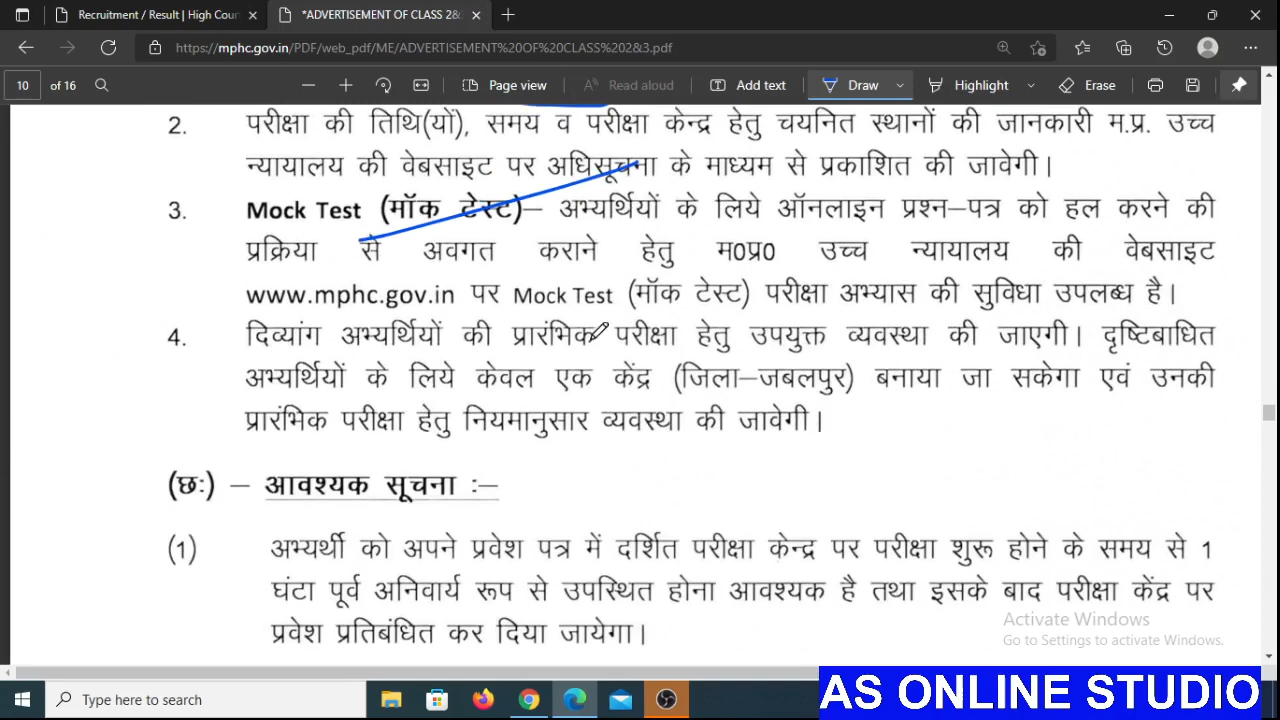 Recruitment / Result | High Cour
*ADVERTISEMENT OF CLASS 2&
https://mphc.gov.in/PDF/web_pdf/ME/ADVERTISEMENT%20OF%20CLASS%202&3.pdf
10 of 16 Page view Read aloud Add text Draw Highlight Erase
2. परीक्षा की तिथि(यों), समय व परीक्षा केन्द्र हेतु चयनित स्थानों की जानकारी म.प्र. उच्च
न्यायालय की वेबसाइट पर अधिसूचना के माध्यम से प्रकाशित की जावेगी।
3. Mock Test (मॉक टेस्ट)– अभ्यर्थियों के लिये ऑनलाइन प्रश्न–पत्र को हल करने की
प्रक्रिया से अवगत कराने हेतु म0प्र0 उच्च न्यायालय की वेबसाइट
www.mphc.gov.in पर Mock Test (मॉक टेस्ट) परीक्षा अभ्यास की सुविधा उपलब्ध है।
4. दिव्यांग अभ्यर्थियों की प्रारंभिक परीक्षा हेतु उपयुक्त व्यवस्था की जाएगी। दृष्टिबाधित
अभ्यर्थियों के लिये केवल एक केंद्र (जिला–जबलपुर) बनाया जा सकेगा एवं उनकी
प्रारंभिक परीक्षा हेतु नियमानुसार व्यवस्था की जावेगी।
(छः) – आवश्यक सूचना :–
(1) अभ्यर्थी को अपने प्रवेश पत्र में दर्शित परीक्षा केन्द्र पर परीक्षा शुरू होने के समय से 1
घंटा पूर्व अनिवार्य रूप से उपस्थित होना आवश्यक है तथा इसके बाद परीक्षा केंद्र पर
प्रवेश प्रतिबंधित कर दिया जायेगा।
Activate Windows
Go to Settings to activate Windows.
Type here to search
AS ONLINE STUDIO